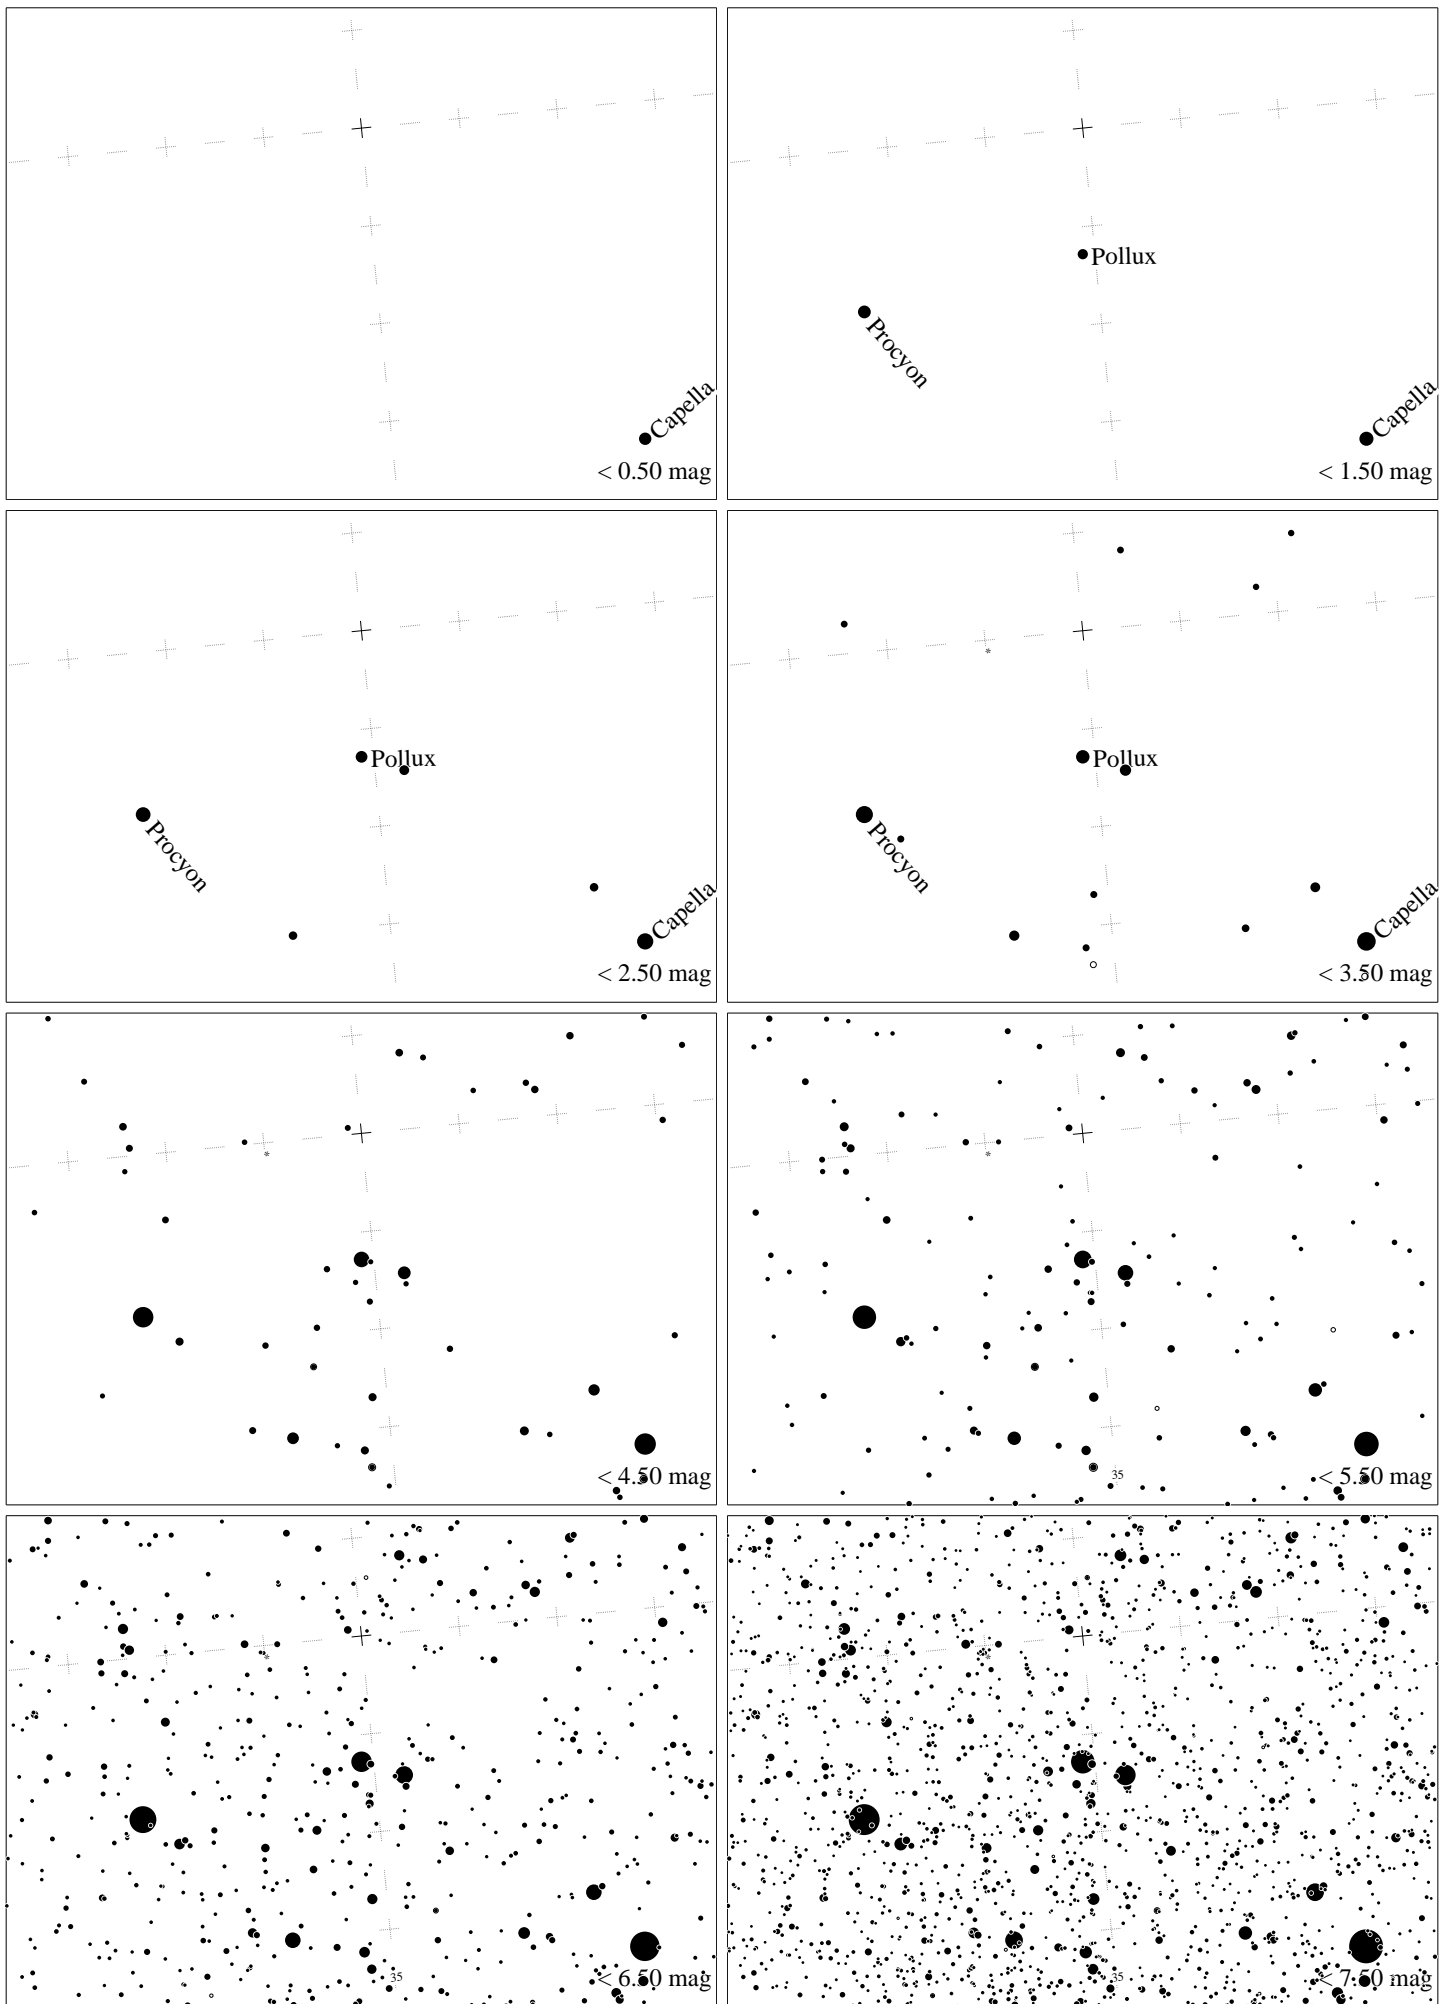 Capella
< 0.50 mag
Pollux
Procyon
Capella
< 1.50 mag
Pollux
Procyon
Capella
< 2.50 mag
Pollux
Procyon
Capella
< 3.50 mag
< 4.50 mag
35
< 5.50 mag
35
< 6.50 mag
35
< 7.50 mag